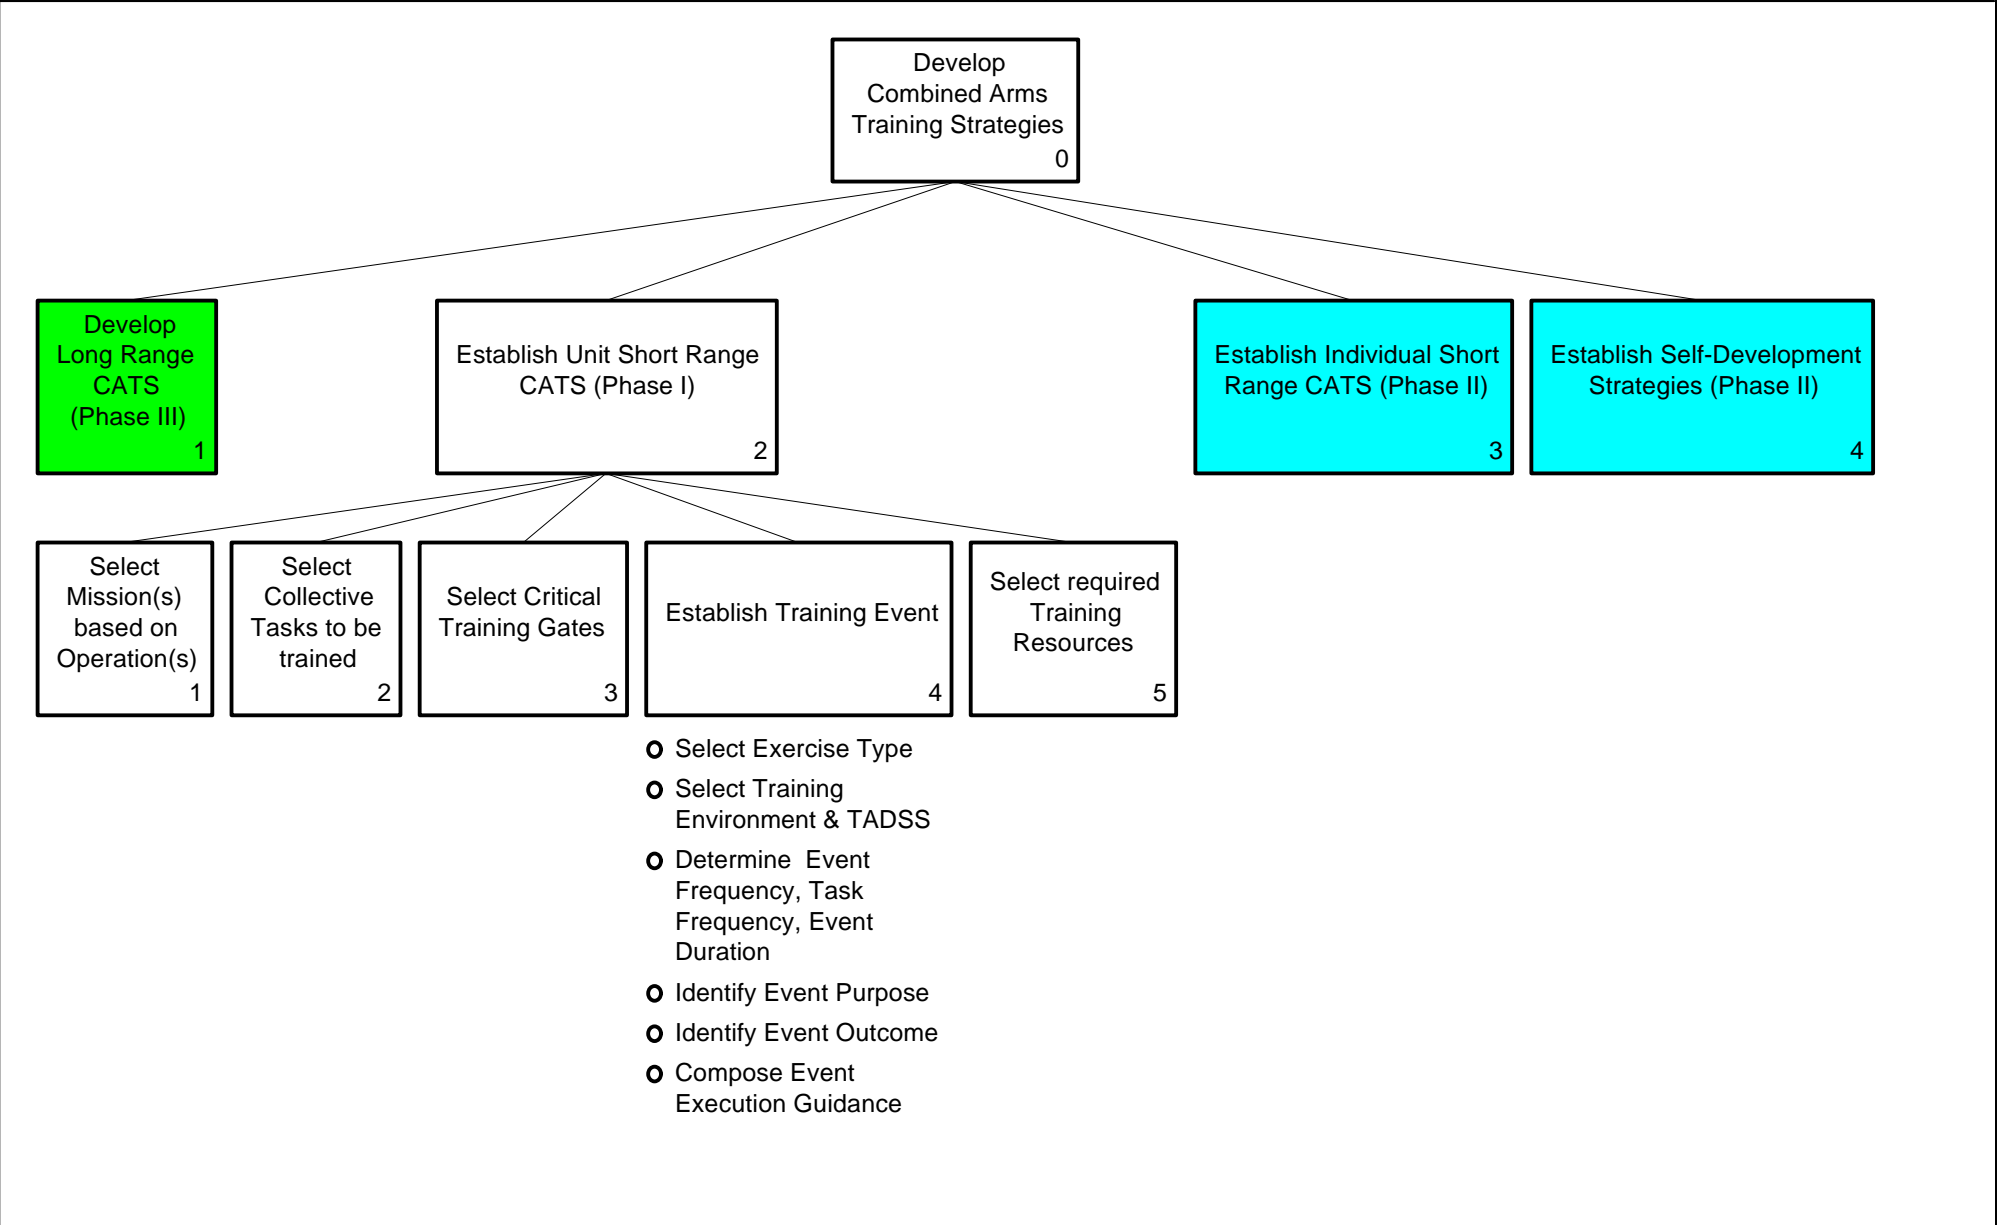 Develop
Combined Arms
Training Strategies
0
Develop
Long Range
CATS
(Phase III)
1
Establish Unit Short Range
CATS (Phase I)
2
Establish Individual Short
Range CATS (Phase II)
3
Establish Self-Development
Strategies (Phase II)
4
Select
Mission(s)
based on
Operation(s)
1
Select
Collective
Tasks to be
trained
2
Select Critical
Training Gates
3
Establish Training Event
4
Select required
Training
Resources
5
Select Exercise Type
Select Training
Environment & TADSS
Determine  Event
Frequency, Task
Frequency, Event
Duration
Identify Event Purpose
Identify Event Outcome
Compose Event
Execution Guidance